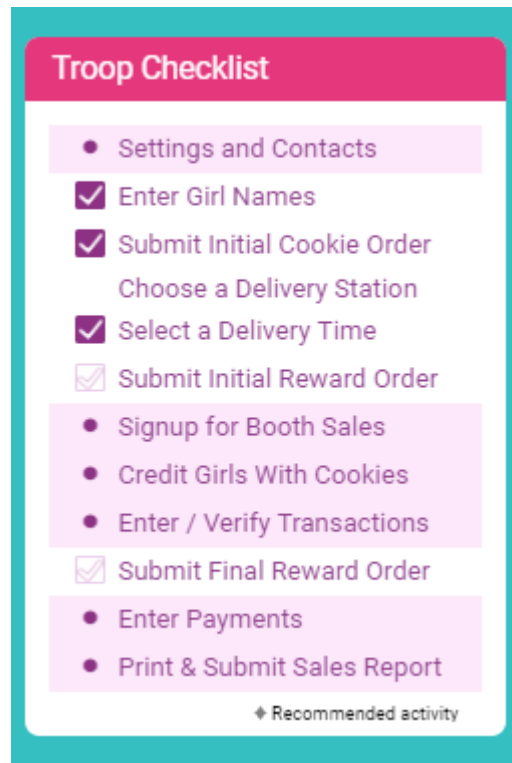 Troop Checklist
Settings and Contacts
Enter Girl Names
Submit Initial Cookie Order
Choose a Delivery Station
Select a Delivery Time
Submit Initial Reward Order
Signup for Booth Sales
Credit Girls With Cookies
Enter / Verify Transactions
Submit Final Reward Order
Enter Payments
Print & Submit Sales Report
Recommended activity